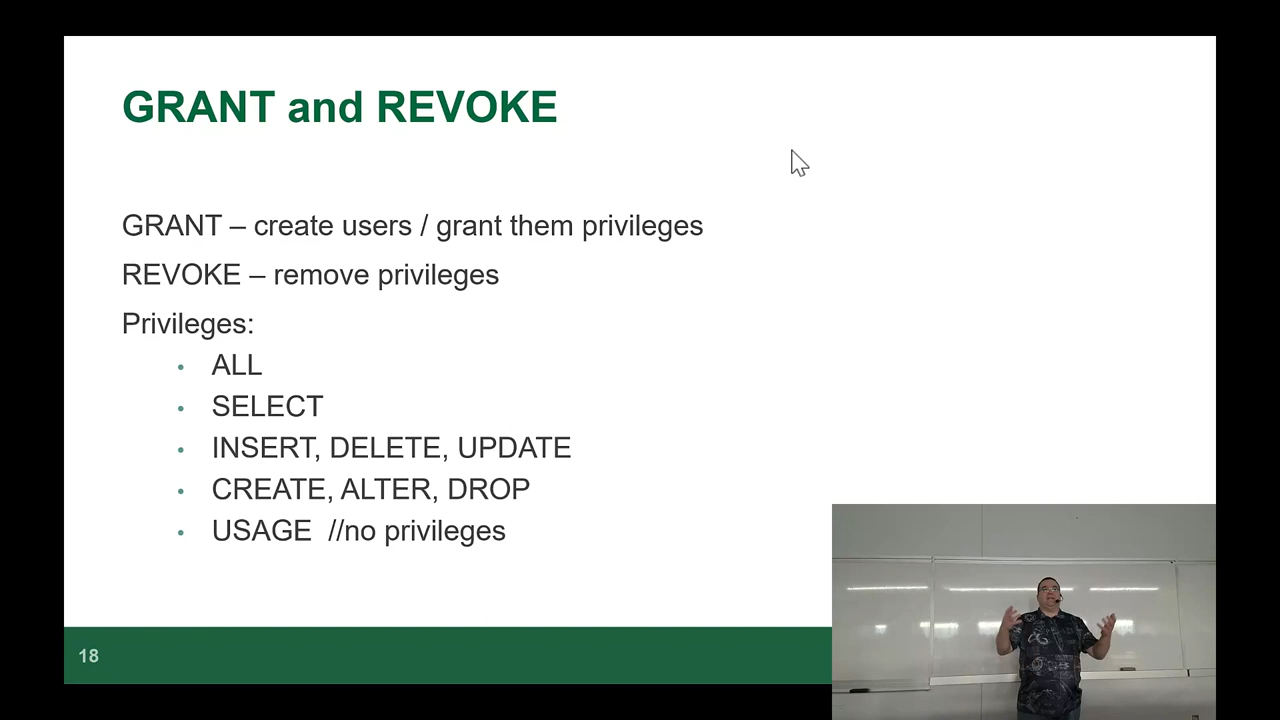 GRANT and REVOKE
GRANT – create users / grant them privileges
REVOKE – remove privileges
Privileges:
• ALL
• SELECT
• INSERT, DELETE, UPDATE
• CREATE, ALTER, DROP
• USAGE //no privileges
18